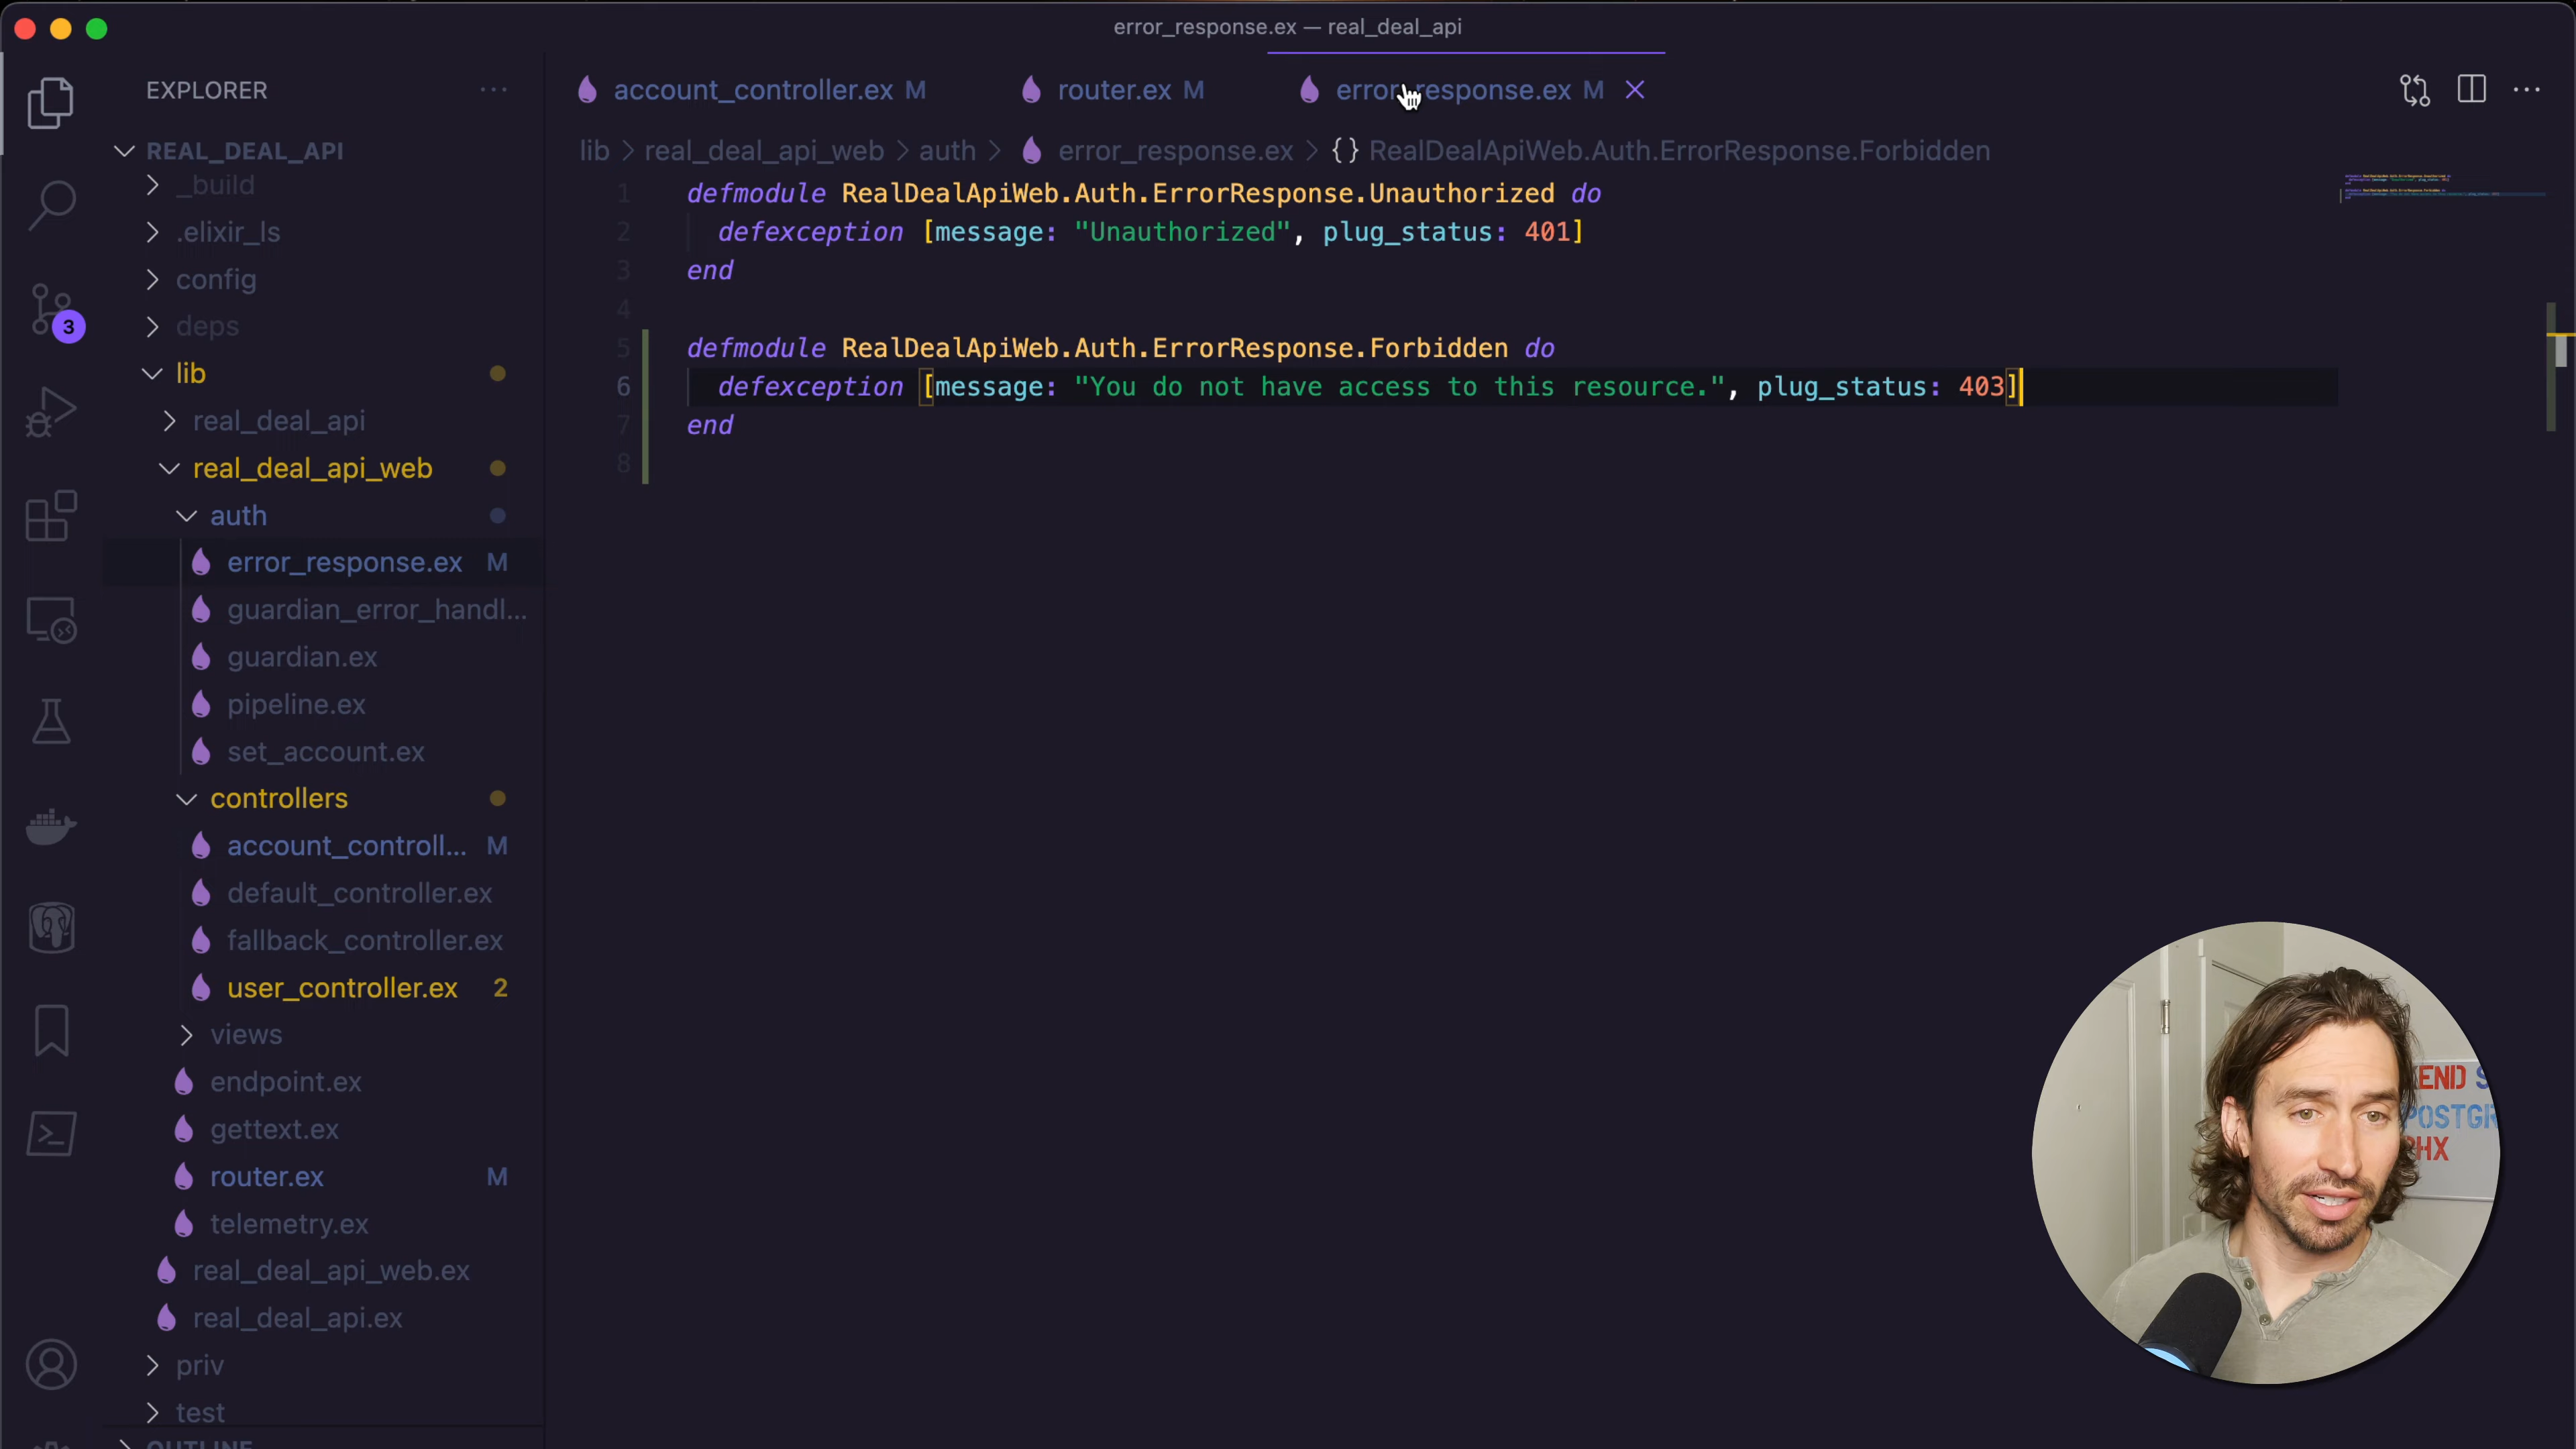 error_response.ex — real_deal_api
EXPLORER
account_controller.ex M
router.ex M
error_response.ex M
REAL_DEAL_API
lib > real_deal_api_web > auth > error_response.ex > {} RealDealApiWeb.Auth.ErrorResponse.Forbidden
_build
.elixir_ls
config
deps
3
lib
real_deal_api
real_deal_api_web
auth
error_response.ex M
guardian_error_handl...
guardian.ex
pipeline.ex
set_account.ex
controllers
account_controll... M
default_controller.ex
fallback_controller.ex
user_controller.ex 2
views
endpoint.ex
gettext.ex
router.ex M
telemetry.ex
real_deal_api_web.ex
real_deal_api.ex
priv
test
OUTLINE
1 defmodule RealDealApiWeb.Auth.ErrorResponse.Unauthorized do
2 defexception [message: "Unauthorized", plug_status: 401]
3 end
4
5 defmodule RealDealApiWeb.Auth.ErrorResponse.Forbidden do
6 defexception [message: "You do not have access to this resource.", plug_status: 403]
7 end
8
END S
POSTGR
HX